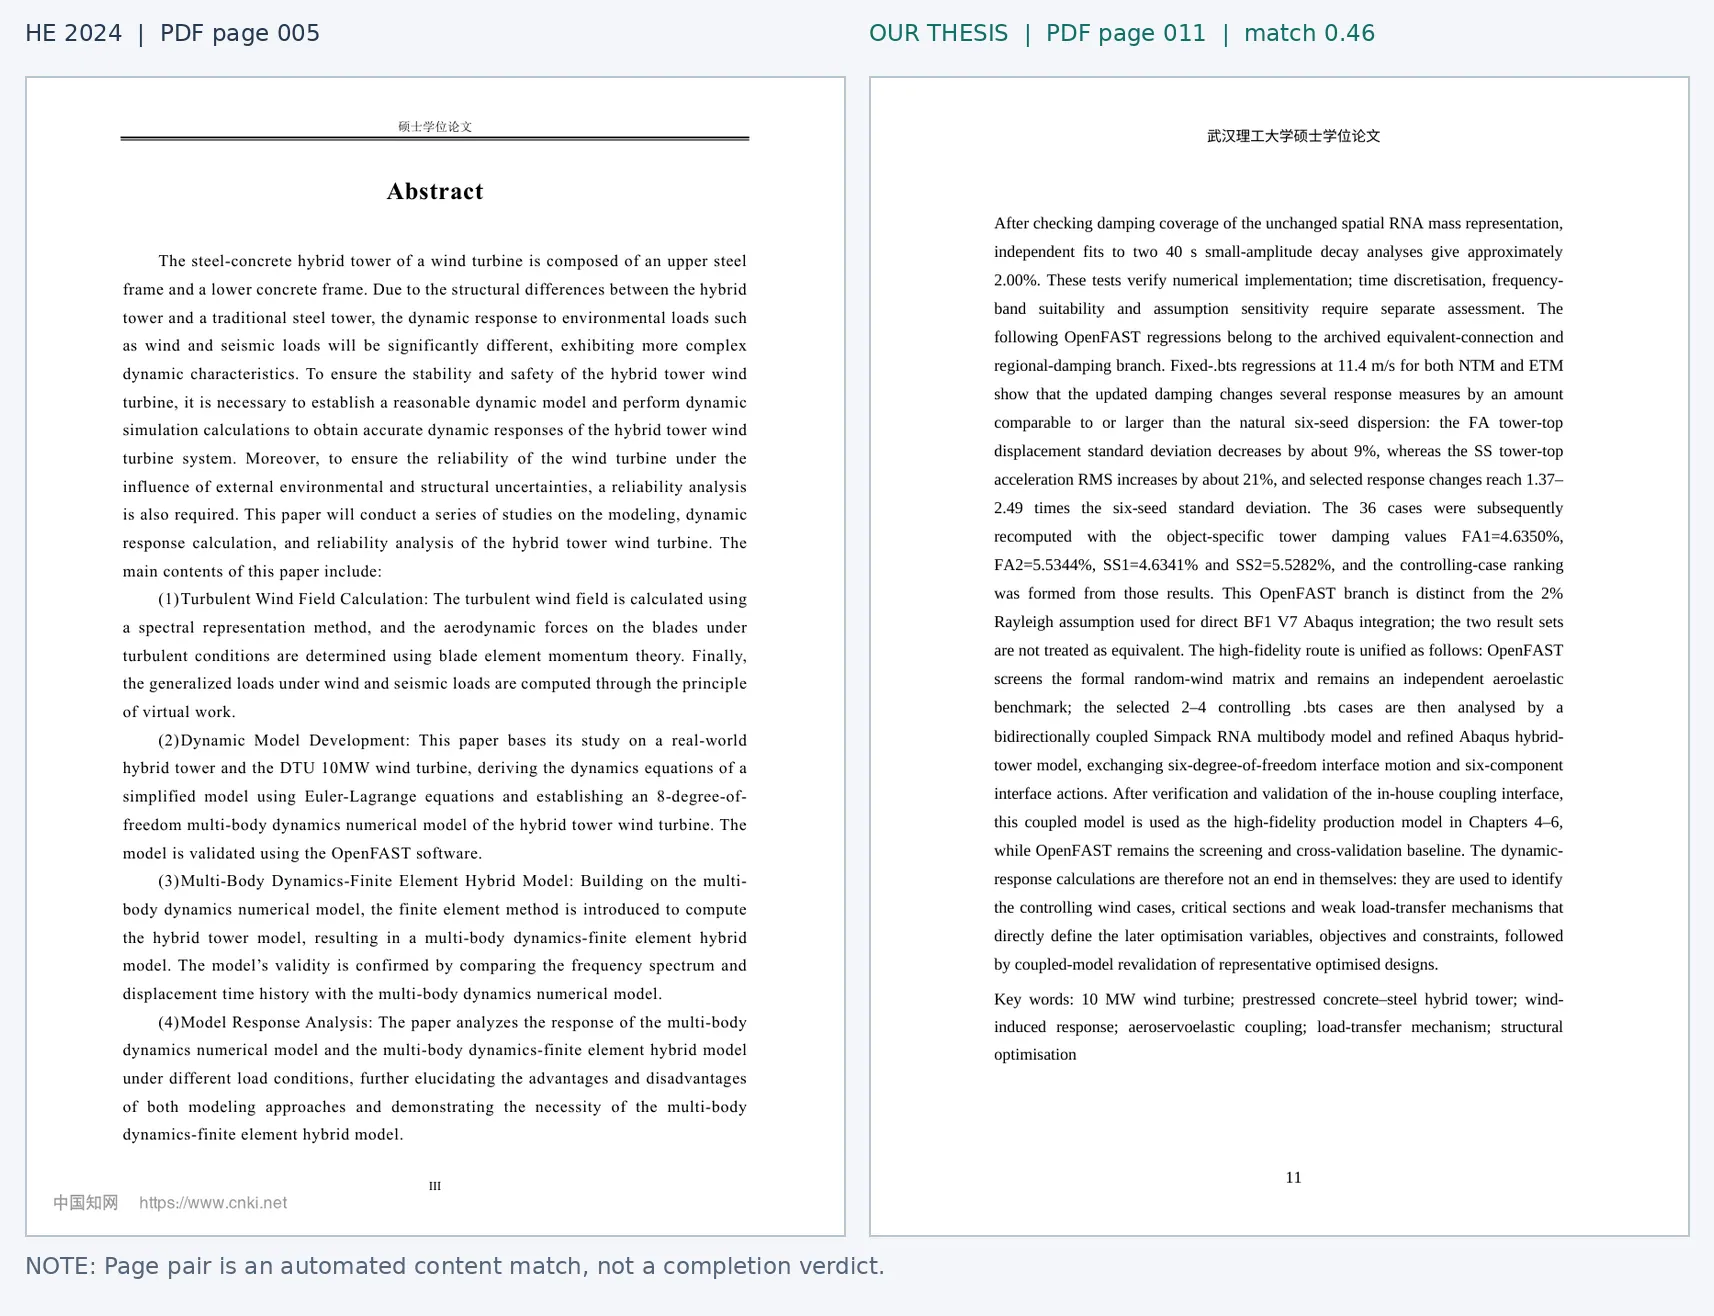 HE 2024 | PDF page 005
硕士学位论文
Abstract
The steel-concrete hybrid tower of a wind turbine is composed of an upper steel
frame and a lower concrete frame. Due to the structural differences between the hybrid
tower and a traditional steel tower, the dynamic response to environmental loads such
as wind and seismic loads will be significantly different, exhibiting more complex
dynamic characteristics. To ensure the stability and safety of the hybrid tower wind
turbine, it is necessary to establish a reasonable dynamic model and perform dynamic
simulation calculations to obtain accurate dynamic responses of the hybrid tower wind
turbine system. Moreover, to ensure the reliability of the wind turbine under the
influence of external environmental and structural uncertainties, a reliability analysis
is also required. This paper will conduct a series of studies on the modeling, dynamic
response calculation, and reliability analysis of the hybrid tower wind turbine. The
main contents of this paper include:
(1)Turbulent Wind Field Calculation: The turbulent wind field is calculated using
a spectral representation method, and the aerodynamic forces on the blades under
turbulent conditions are determined using blade element momentum theory. Finally,
the generalized loads under wind and seismic loads are computed through the principle
of virtual work.
(2)Dynamic Model Development: This paper bases its study on a real-world
hybrid tower and the DTU 10MW wind turbine, deriving the dynamics equations of a
simplified model using Euler-Lagrange equations and establishing an 8-degree-of-
freedom multi-body dynamics numerical model of the hybrid tower wind turbine. The
model is validated using the OpenFAST software.
(3)Multi-Body Dynamics-Finite Element Hybrid Model: Building on the multi-
body dynamics numerical model, the finite element method is introduced to compute
the hybrid tower model, resulting in a multi-body dynamics-finite element hybrid
model. The model’s validity is confirmed by comparing the frequency spectrum and
displacement time history with the multi-body dynamics numerical model.
(4)Model Response Analysis: The paper analyzes the response of the multi-body
dynamics numerical model and the multi-body dynamics-finite element hybrid model
under different load conditions, further elucidating the advantages and disadvantages
of both modeling approaches and demonstrating the necessity of the multi-body
dynamics-finite element hybrid model.
III
中国知网 https://www.cnki.net
OUR THESIS | PDF page 011 | match 0.46
武汉理工大学硕士学位论文
After checking damping coverage of the unchanged spatial RNA mass representation,
independent fits to two 40 s small-amplitude decay analyses give approximately
2.00%. These tests verify numerical implementation; time discretisation, frequency-
band suitability and assumption sensitivity require separate assessment. The
following OpenFAST regressions belong to the archived equivalent-connection and
regional-damping branch. Fixed-.bts regressions at 11.4 m/s for both NTM and ETM
show that the updated damping changes several response measures by an amount
comparable to or larger than the natural six-seed dispersion: the FA tower-top
displacement standard deviation decreases by about 9%, whereas the SS tower-top
acceleration RMS increases by about 21%, and selected response changes reach 1.37–
2.49 times the six-seed standard deviation. The 36 cases were subsequently
recomputed with the object-specific tower damping values FA1=4.6350%,
FA2=5.5344%, SS1=4.6341% and SS2=5.5282%, and the controlling-case ranking
was formed from those results. This OpenFAST branch is distinct from the 2%
Rayleigh assumption used for direct BF1 V7 Abaqus integration; the two result sets
are not treated as equivalent. The high-fidelity route is unified as follows: OpenFAST
screens the formal random-wind matrix and remains an independent aeroelastic
benchmark; the selected 2–4 controlling .bts cases are then analysed by a
bidirectionally coupled Simpack RNA multibody model and refined Abaqus hybrid-
tower model, exchanging six-degree-of-freedom interface motion and six-component
interface actions. After verification and validation of the in-house coupling interface,
this coupled model is used as the high-fidelity production model in Chapters 4–6,
while OpenFAST remains the screening and cross-validation baseline. The dynamic-
response calculations are therefore not an end in themselves: they are used to identify
the controlling wind cases, critical sections and weak load-transfer mechanisms that
directly define the later optimisation variables, objectives and constraints, followed
by coupled-model revalidation of representative optimised designs.
Key words: 10 MW wind turbine; prestressed concrete–steel hybrid tower; wind-
induced response; aeroservoelastic coupling; load-transfer mechanism; structural
optimisation
11
NOTE: Page pair is an automated content match, not a completion verdict.